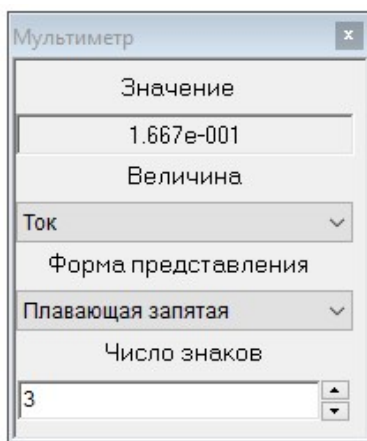 Мультиметр
Значение
1.667e-001
Величина
Ток
Форма представления
Плавающая запятая
Число знаков
3